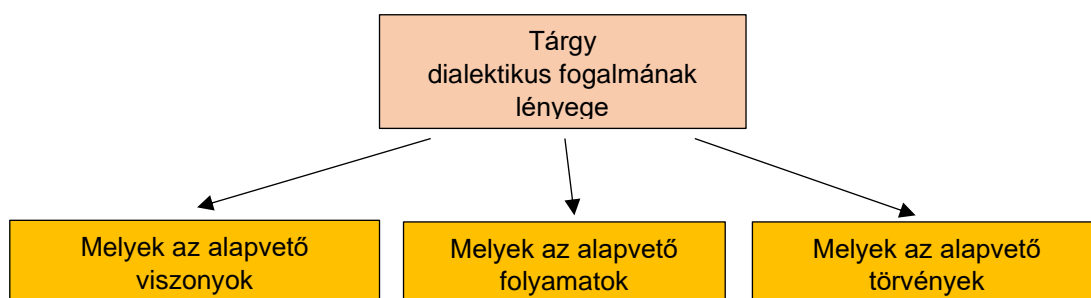 Tárgy
dialektikus fogalmának
lényege
Melyek az alapvető
viszonyok
Melyek az alapvető
folyamatok
Melyek az alapvető
törvények